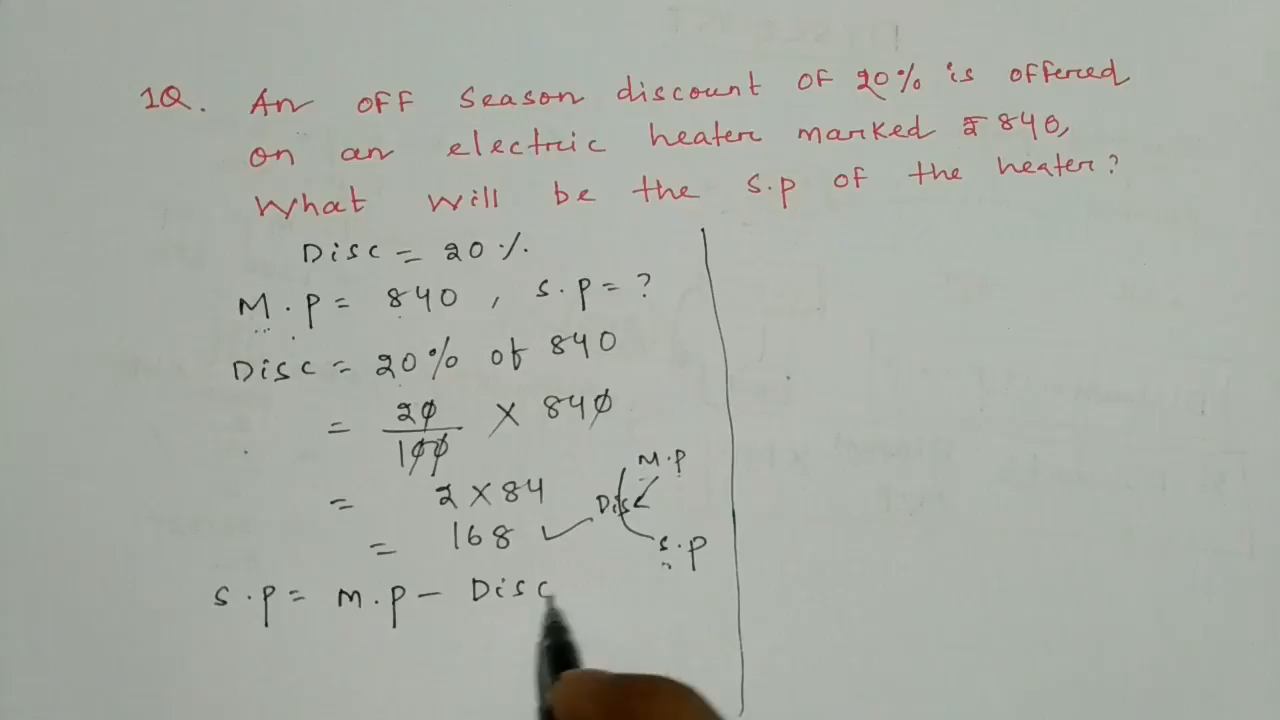 1Q. An OFF Season discount OF 20% is offered
on an electric heater marked ₹ 840,
What will be the S.P OF the heater?
Disc = 20%
M.P = 840, S.P = ?
Disc = 20% of 840
= 20/100 X 840
= 2 X 84
= 168
M.P
Disc
S.P
S.P = M.P - Disc